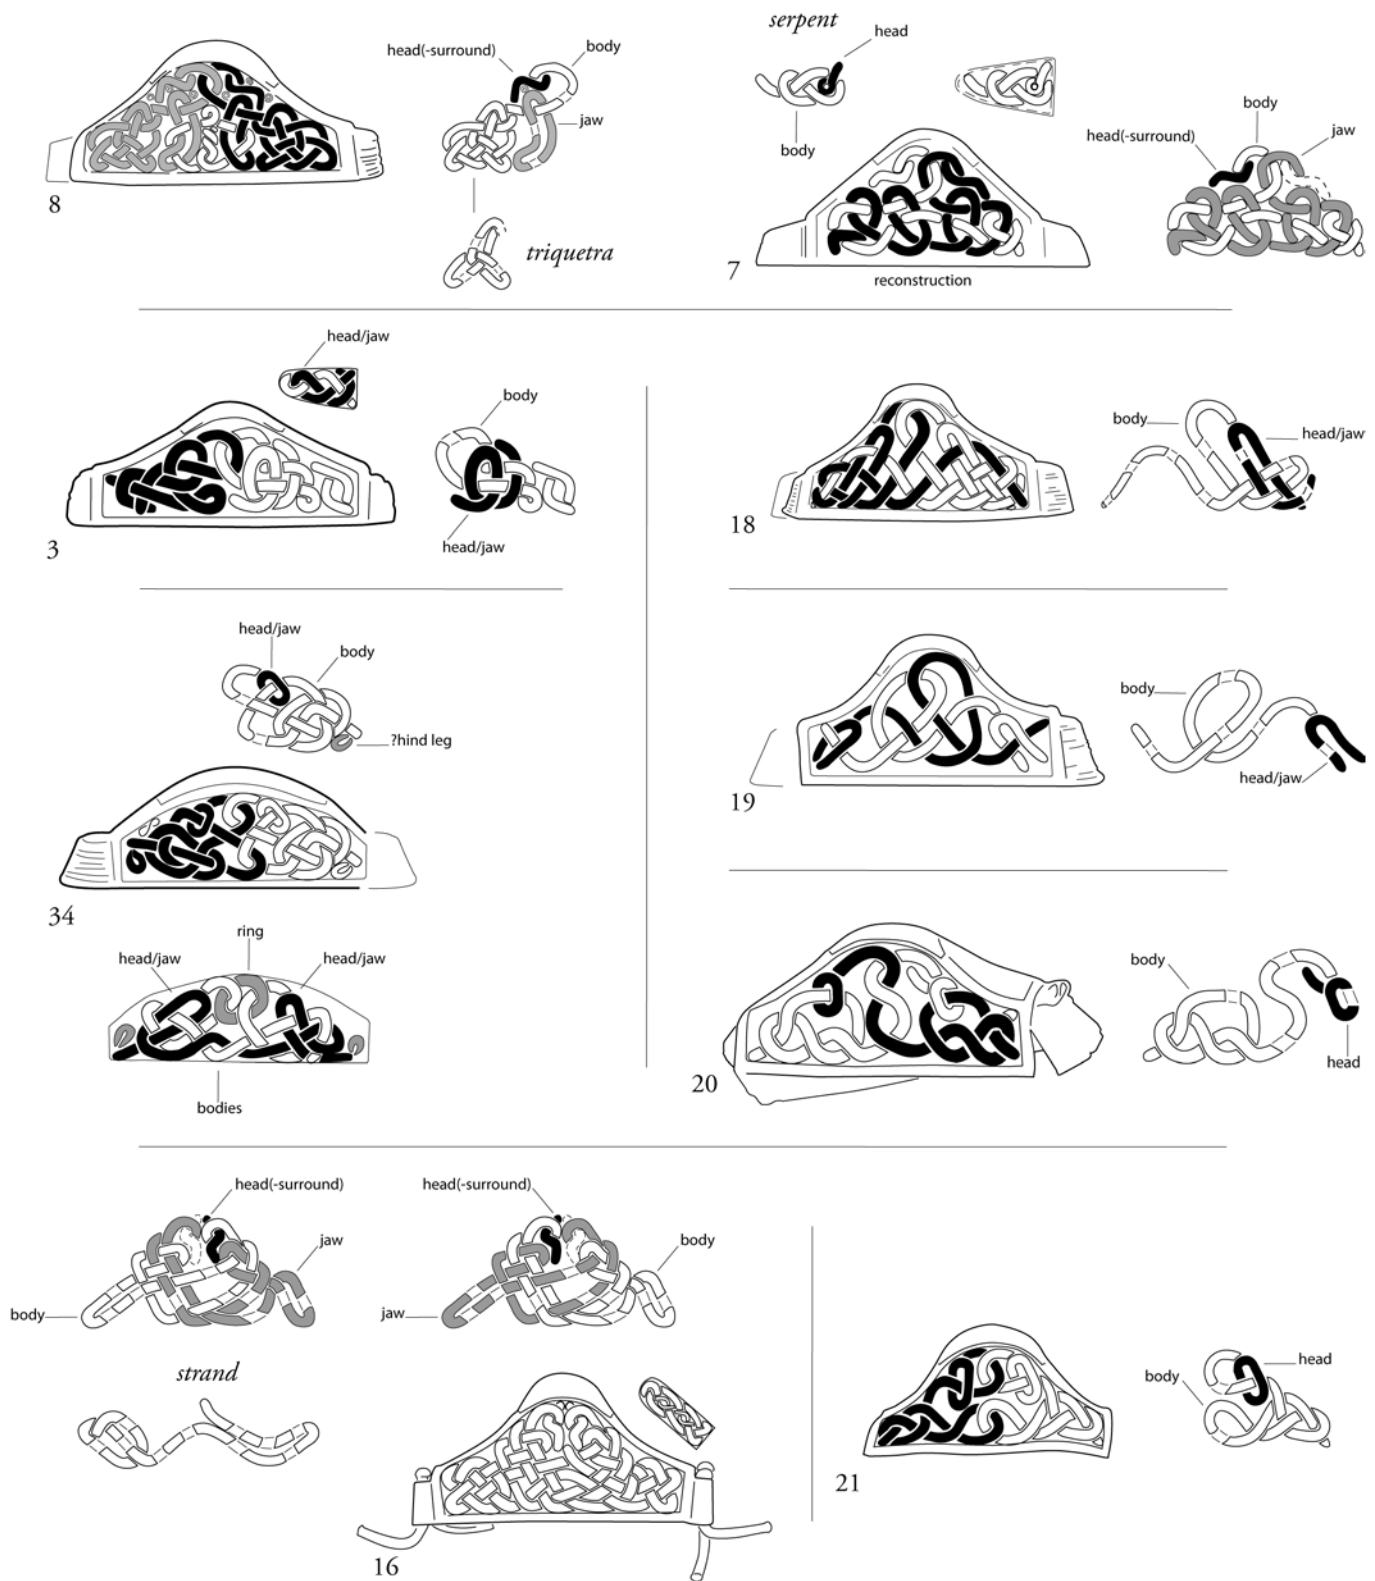 head(-surround)
body
jaw
triquetra
8
serpent
head
body
body
head(-surround)
jaw
7
reconstruction
head/jaw
body
head/jaw
3
body
head/jaw
18
head/jaw
body
?hind leg
34
ring
head/jaw
head/jaw
bodies
body
head/jaw
19
body
head
20
head(-surround)
jaw
body
head(-surround)
body
jaw
strand
16
head
body
21